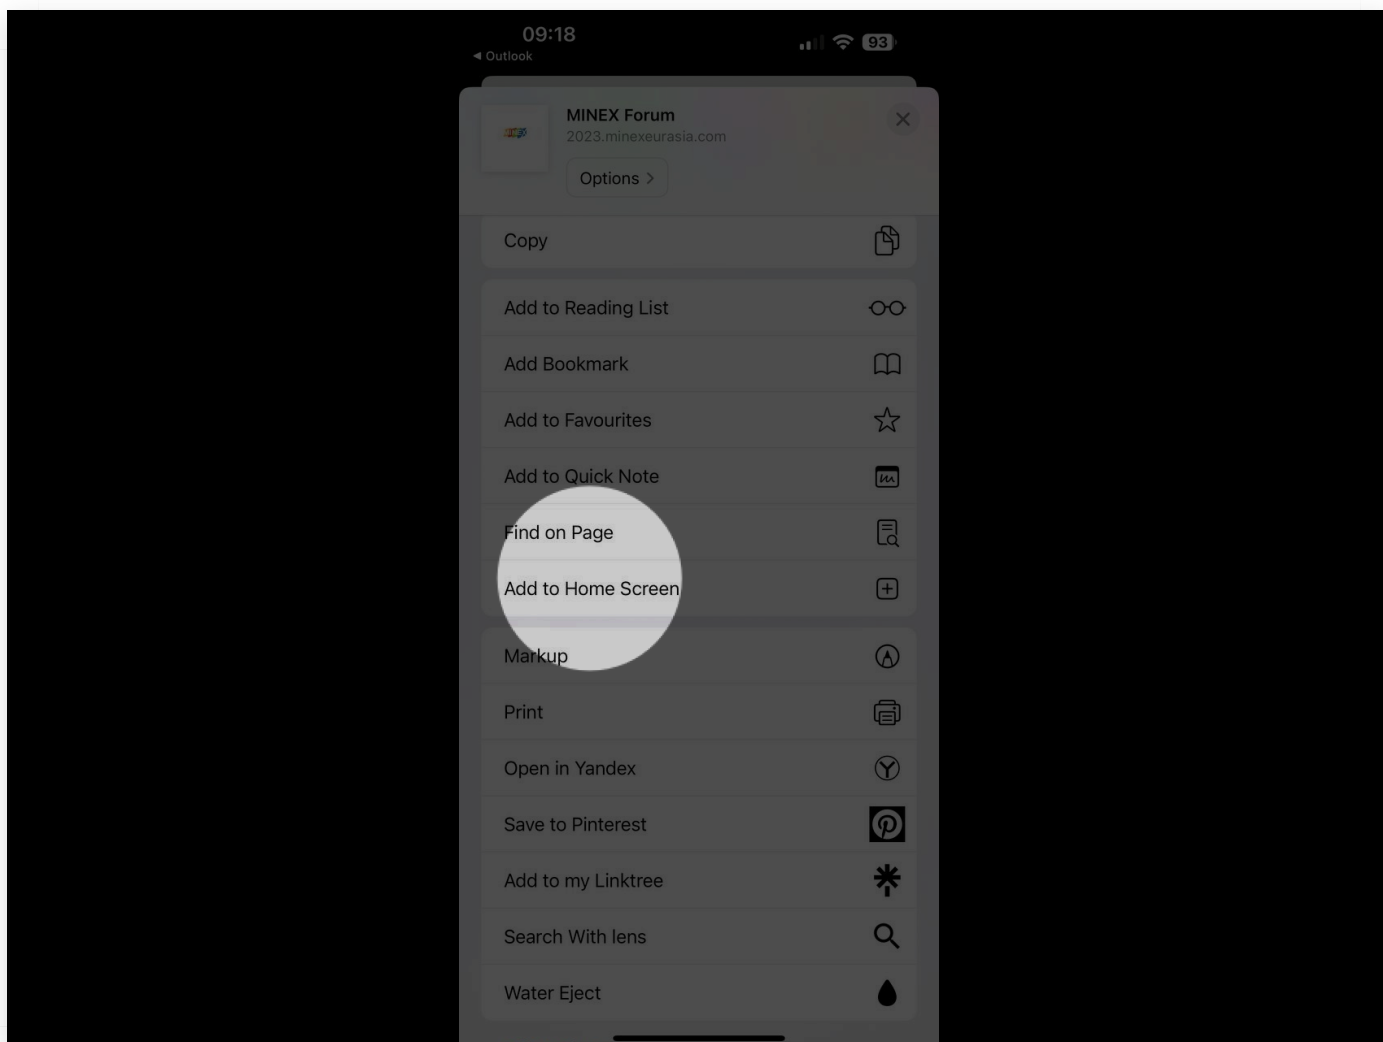 09:18
93
◀ Outlook
MINEX Forum
2023.minexeurasia.com
Options >
Copy
Add to Reading List
Add Bookmark
Add to Favourites
Add to Quick Note
Find on Page
Add to Home Screen
Markup
Print
Open in Yandex
Save to Pinterest
Add to my Linktree
Search With lens
Water Eject